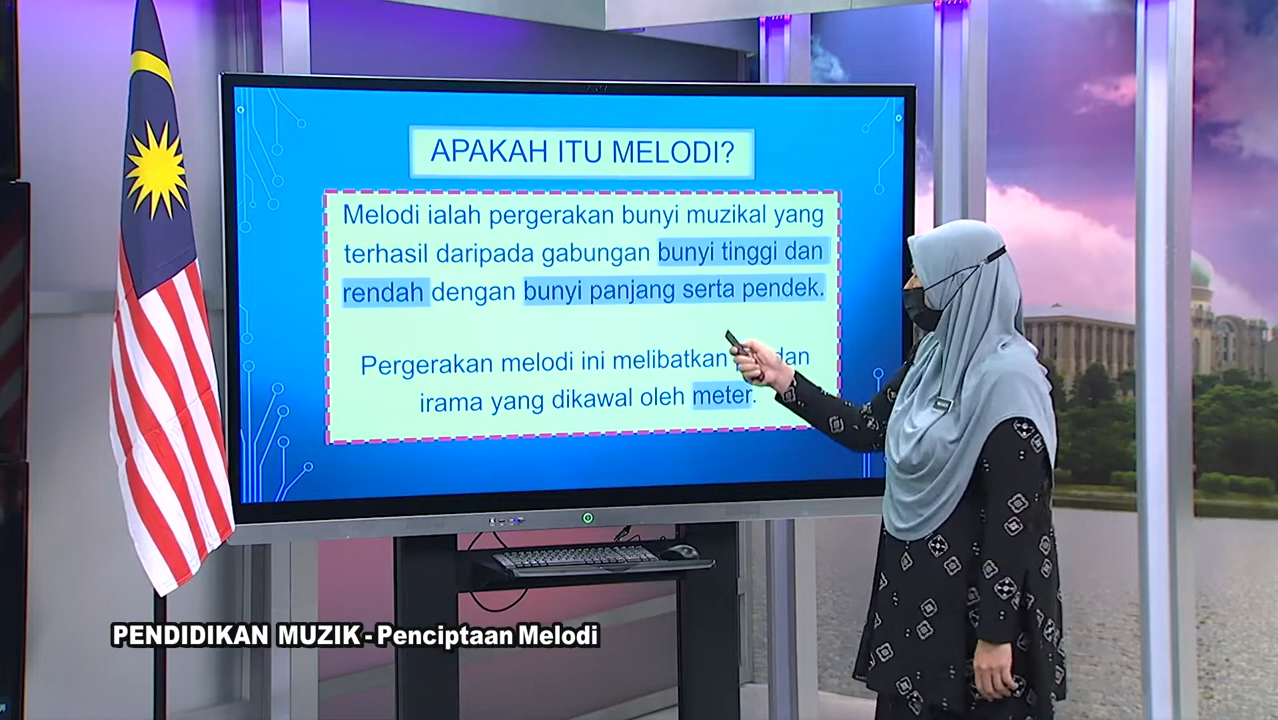 APAKAH ITU MELODI?
Melodi ialah pergerakan bunyi muzikal yang
terhasil daripada gabungan bunyi tinggi dan
rendah dengan bunyi panjang serta pendek.
Pergerakan melodi ini melibatkan dan
irama yang dikawal oleh meter.
PENDIDIKAN MUZIK - Penciptaan Melodi